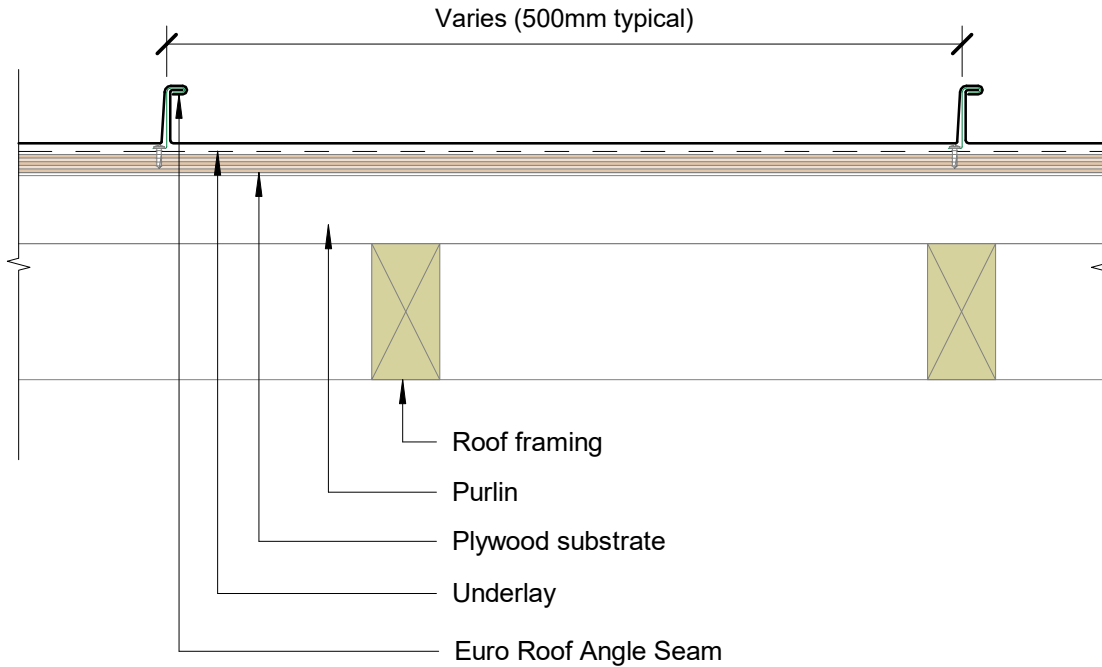 Varies (500mm typical)
Roof framing
Purlin
Plywood substrate
Underlay
Euro Roof Angle Seam